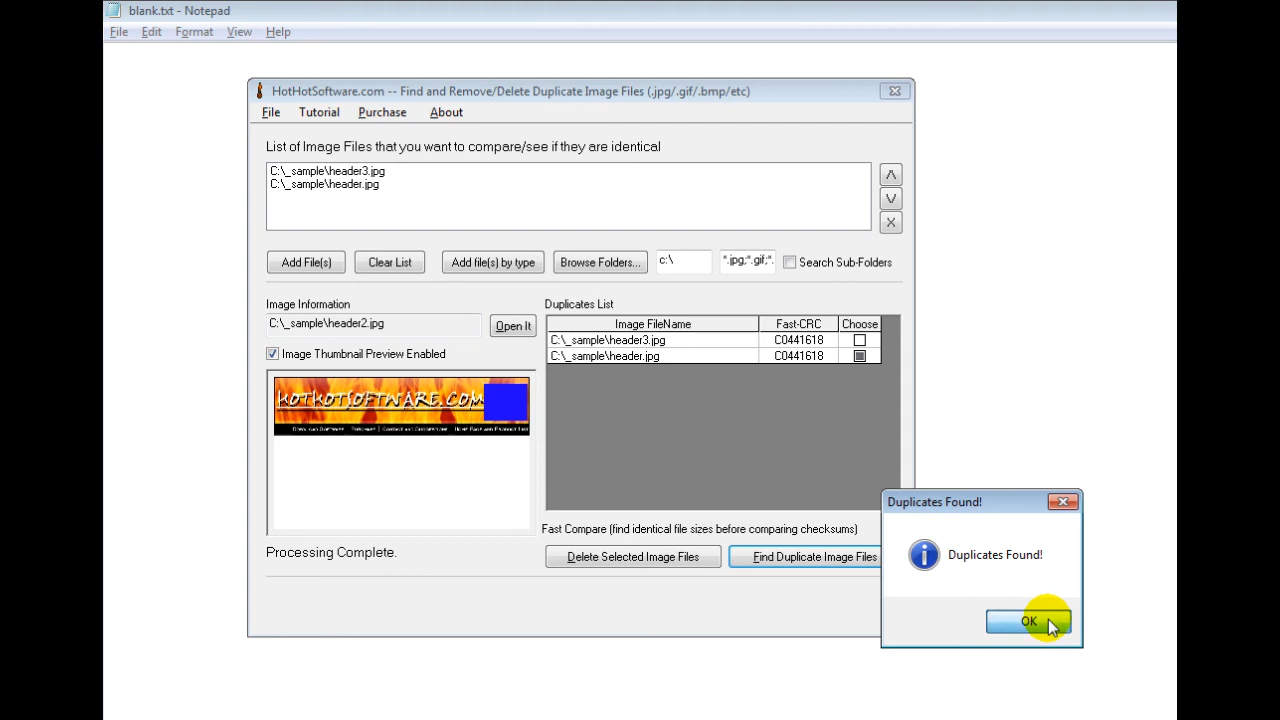 blank.txt - Notepad
File Edit Format View Help
HotHotSoftware.com -- Find and Remove/Delete Duplicate Image Files (.jpg/.gif/.bmp/etc)
File Tutorial Purchase About
List of Image Files that you want to compare/see if they are identical
C:\_sample\header3.jpg
C:\_sample\header.jpg
Add File(s) Clear List Add file(s) by type Browse Folders... c:\ *.jpg;*.gif;*. Search Sub-Folders
Image Information
C:\_sample\header2.jpg
Open It
Image Thumbnail Preview Enabled
HOTHOTSOFTWARE.COM
Processing Complete.
Duplicates List
Image FileName Fast-CRC Choose
C:\_sample\header3.jpg C0441618
C:\_sample\header.jpg C0441618
Fast Compare (find identical file sizes before comparing checksums)
Delete Selected Image Files Find Duplicate Image Files
Duplicates Found!
Duplicates Found!
OK